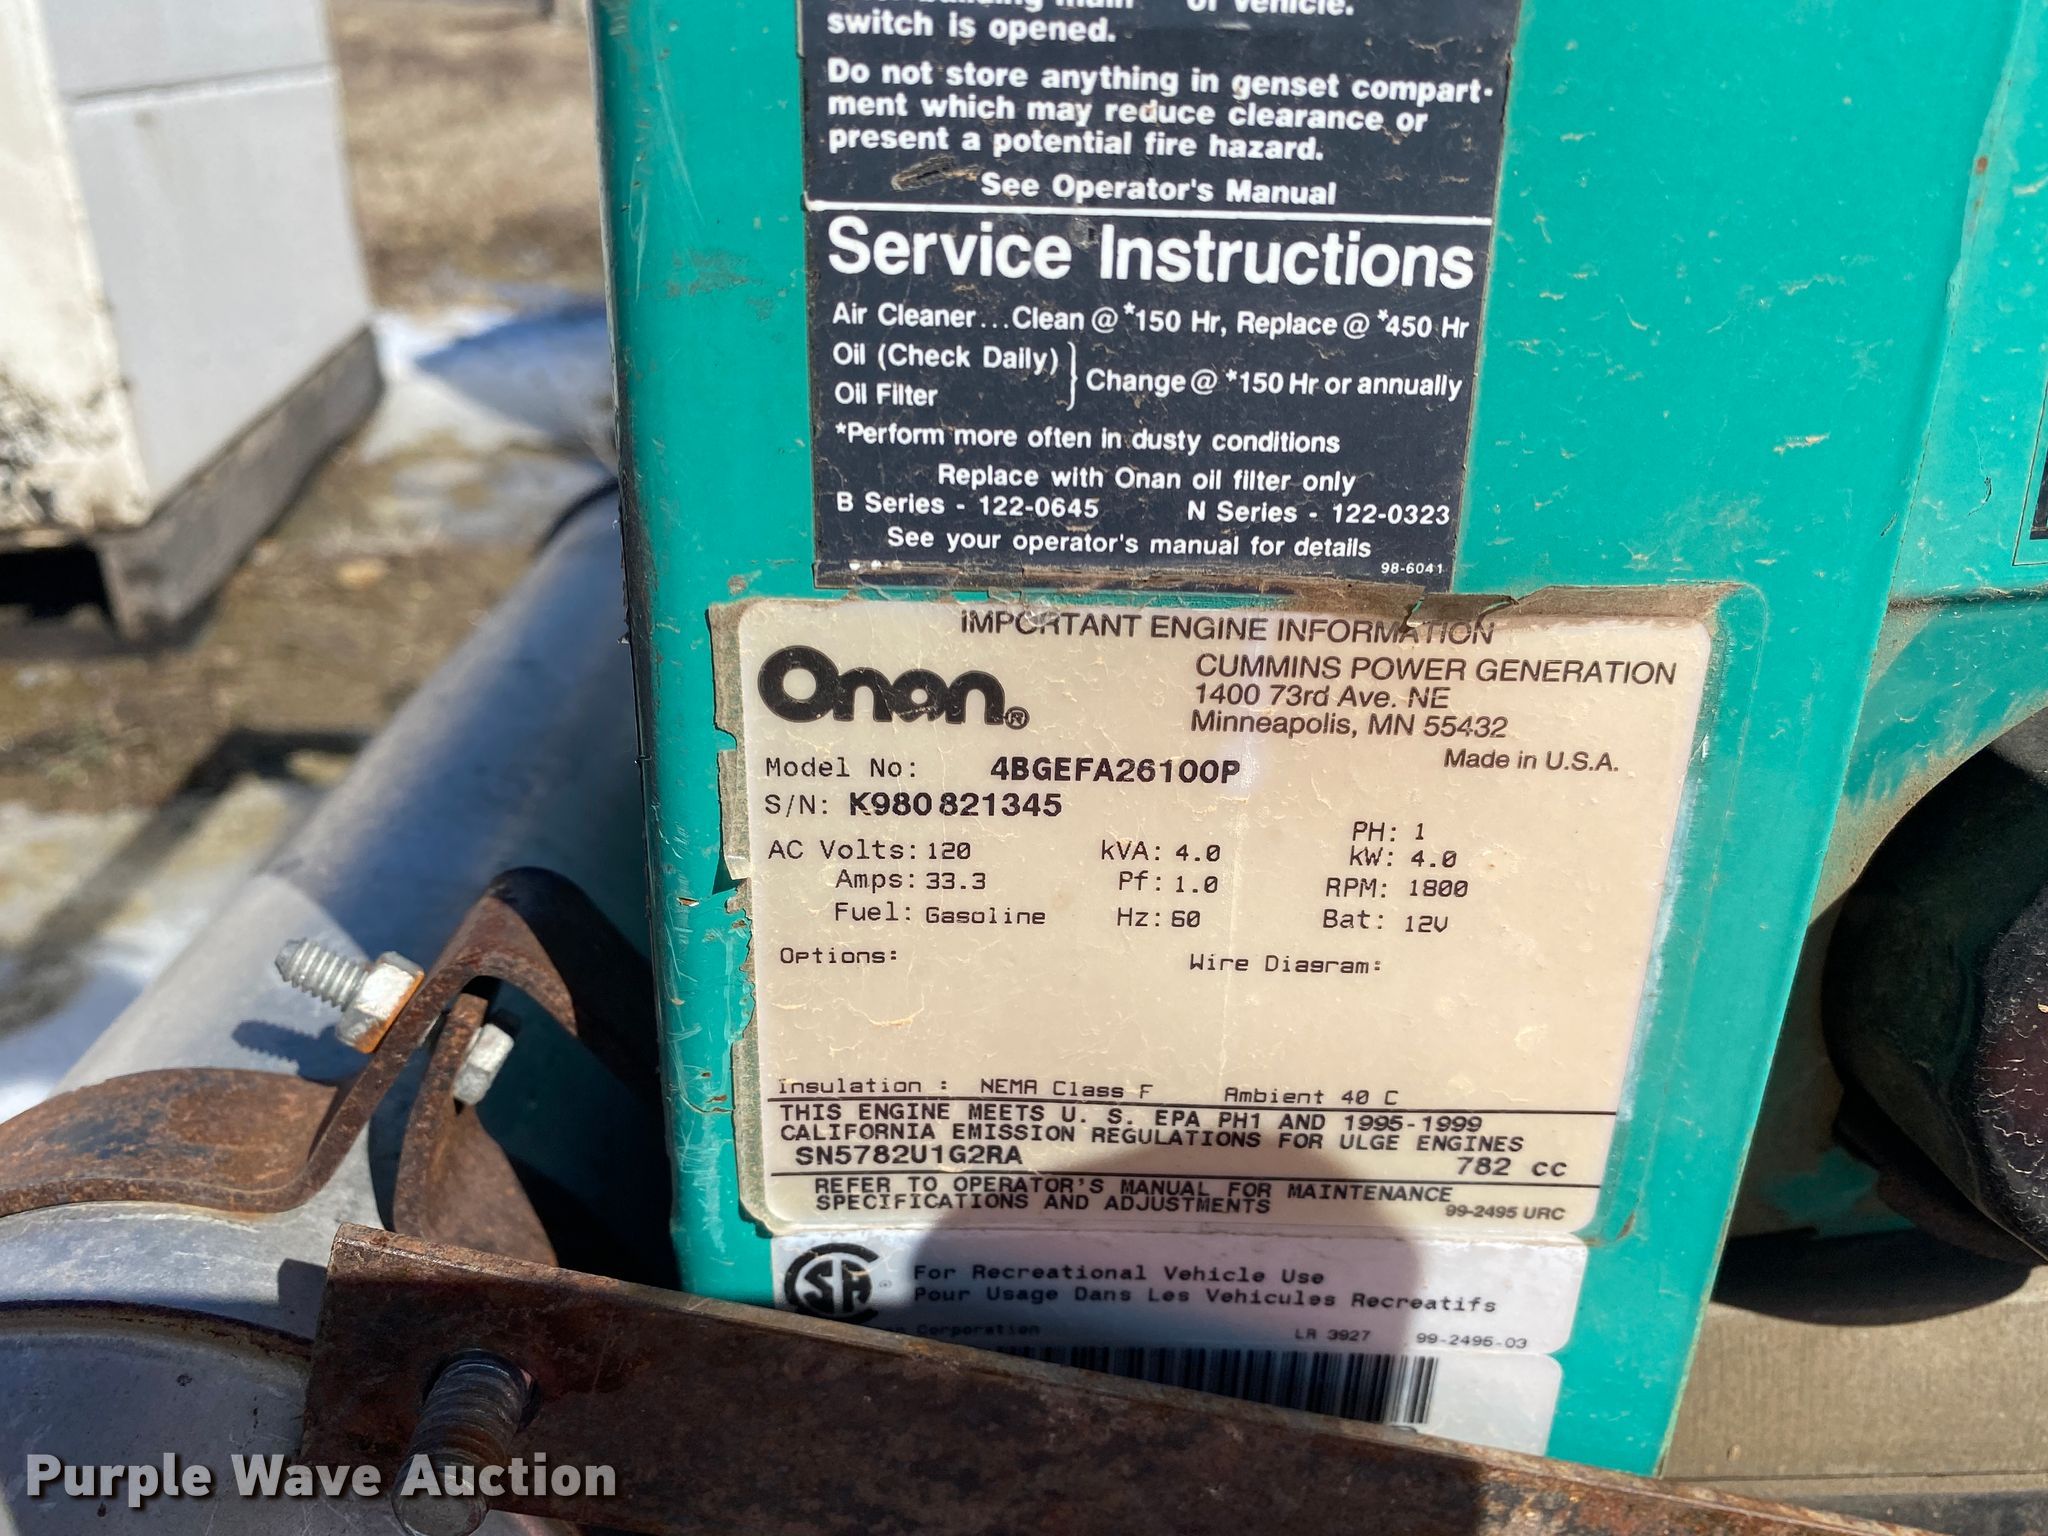 of vehicle.
switch is opened.
Do not store anything in genset compart-
ment which may reduce clearance or
present a potential fire hazard.
See Operator's Manual
Service Instructions
Air Cleaner...Clean @ *150 Hr, Replace @ *450 Hr
Oil (Check Daily)
Oil Filter
} Change @ *150 Hr or annually
*Perform more often in dusty conditions
Replace with Onan oil filter only
B Series - 122-0645 N Series - 122-0323
See your operator's manual for details
98-6041
IMPORTANT ENGINE INFORMATION
Onan®
CUMMINS POWER GENERATION
1400 73rd Ave. NE
Minneapolis, MN 55432
Made in U.S.A.
Model No: 4BGEFA26100P
S/N: K980821345
PH: 1
AC Volts: 120 kVA: 4.0 kW: 4.0
Amps: 33.3 Pf: 1.0 RPM: 1800
Fuel: Gasoline Hz: 60 Bat: 12V
Options: Wire Diagram:
Insulation : NEMA Class F Ambient 40 C
THIS ENGINE MEETS U. S. EPA PH1 AND 1995-1999
CALIFORNIA EMISSION REGULATIONS FOR ULGE ENGINES
SN5782U1G2RA 782 cc
REFER TO OPERATOR'S MANUAL FOR MAINTENANCE
SPECIFICATIONS AND ADJUSTMENTS
99-2495 URC
SA ®
For Recreational Vehicle Use
Pour Usage Dans Les Vehicules Recreatifs
Corporation LR 3927 99-2496-03
Purple Wave Auction